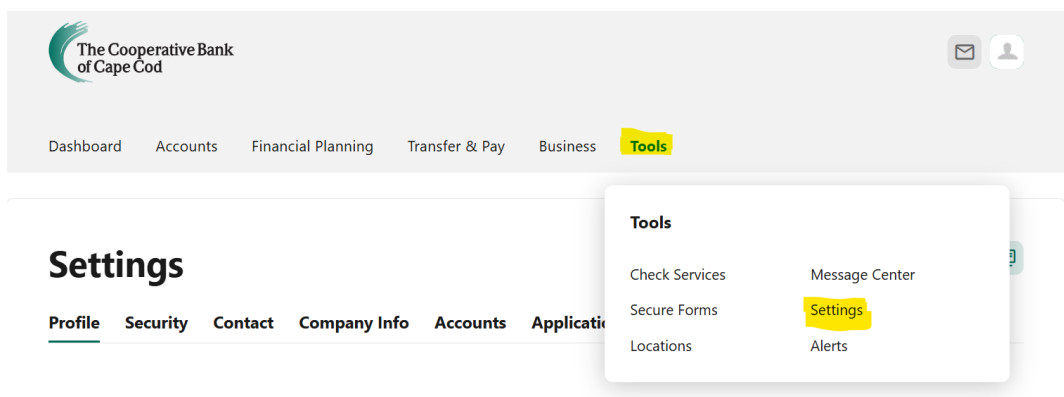 The Cooperative Bank
of Cape Cod
Dashboard Accounts Financial Planning Transfer & Pay Business Tools
Tools
Settings
Check Services Message Center
Secure Forms Settings
Profile Security Contact Company Info Accounts
Locations Alerts